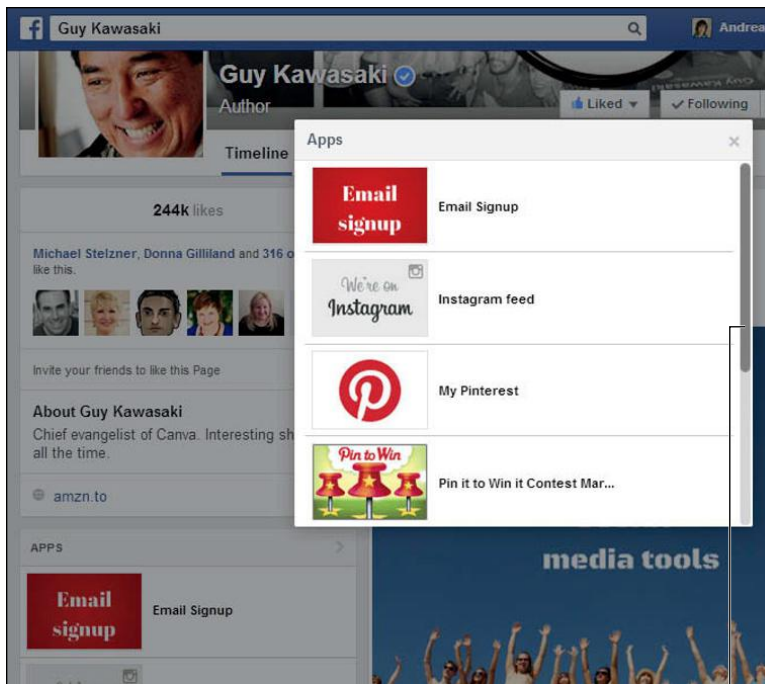 Guy Kawasaki
Andrea
Guy Kawasaki
Author
Liked
Following
Timeline
Apps
Email
signup
Email Signup
We're on
Instagram
Instagram feed
My Pinterest
Pin to Win
Pin it to Win it Contest Mar...
244k likes
Michael Stelzner, Donna Gilliland and 316 o
like this.
Invite your friends to like this Page
About Guy Kawasaki
Chief evangelist of Canva. Interesting sh
all the time.
amzn.to
APPS
Email
signup
Email Signup
media tools